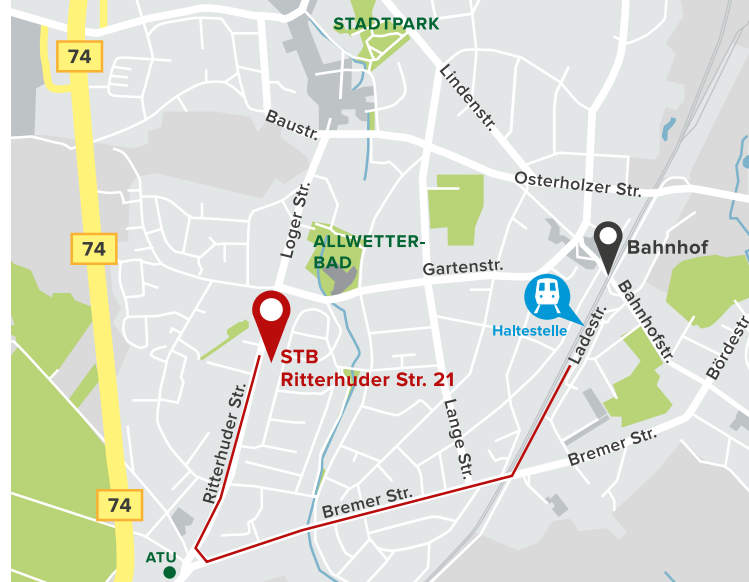 STADTPARK
74
Lindenstr.
Baustr.
Osterholzer Str.
Loger Str.
74
ALLWETTER-
BAD
Bahnhof
Gartenstr.
Bahnhofstr.
Haltestelle
Ladestr.
Bördestr
STB
Ritterhuder Str. 21
Ritterhuder Str.
Lange Str.
Bremer Str.
Bremer Str.
74
ATU